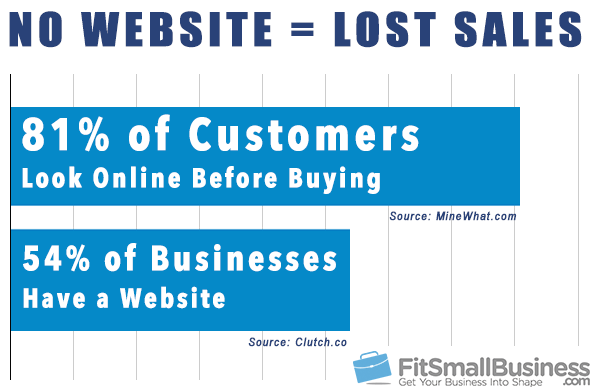 NO WEBSITE = LOST SALES
81% of Customers
Look Online Before Buying
Source: MineWhat.com
54% of Businesses
Have a Website
Source: Clutch.co
FitSmallBusiness
Get Your Business Into Shape .com